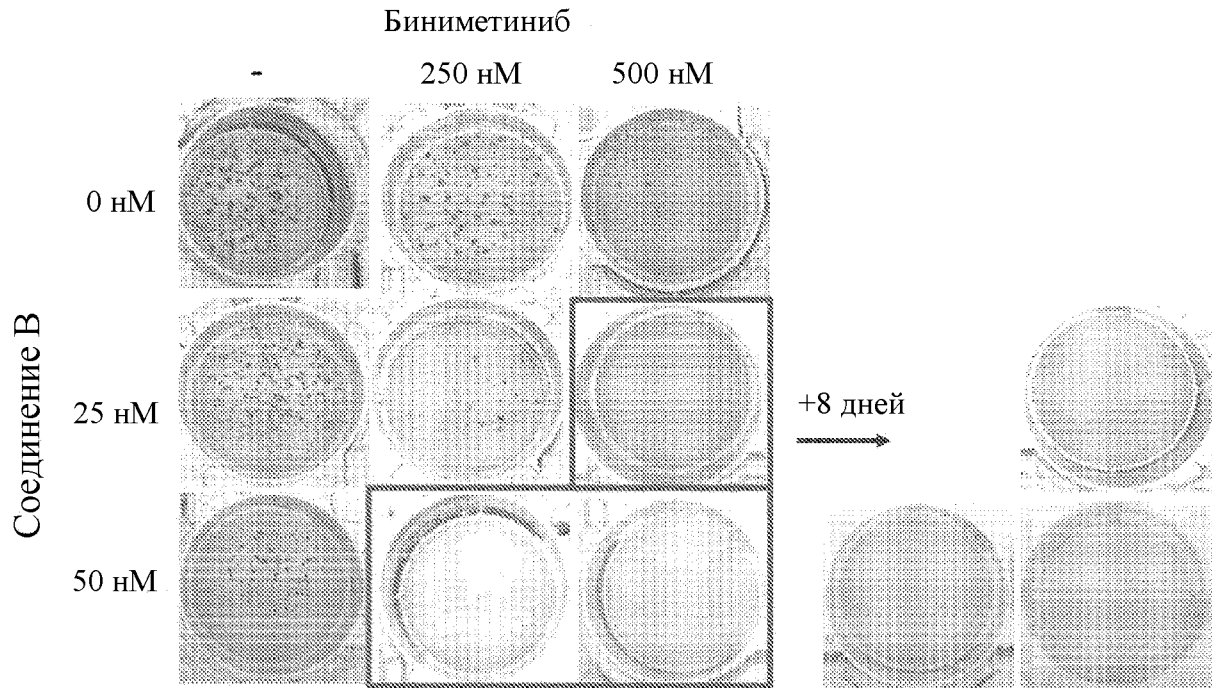 Биниметиниб
- 250 нМ 500 нМ
0 нМ
Соединение В
25 нМ
+8 дней
50 нМ